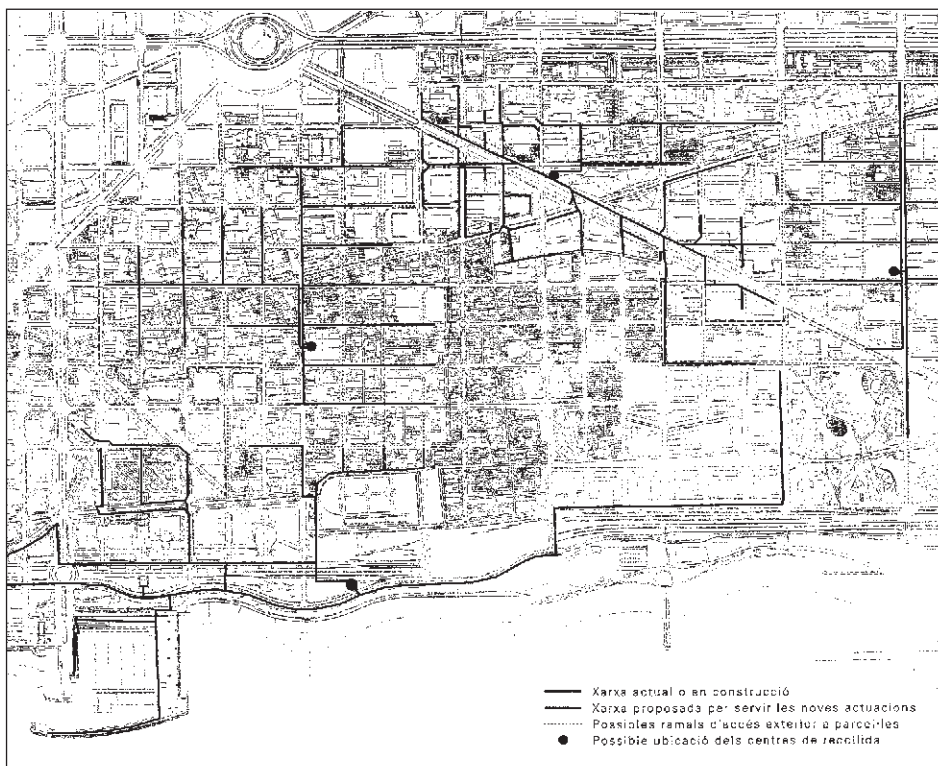 Xarxa actual o en construcció
Xarxa proposada per servir les noves actuacions
Possibles ramals d'accés exterior a parcel·les
Possible ubicació dels centres de recollida